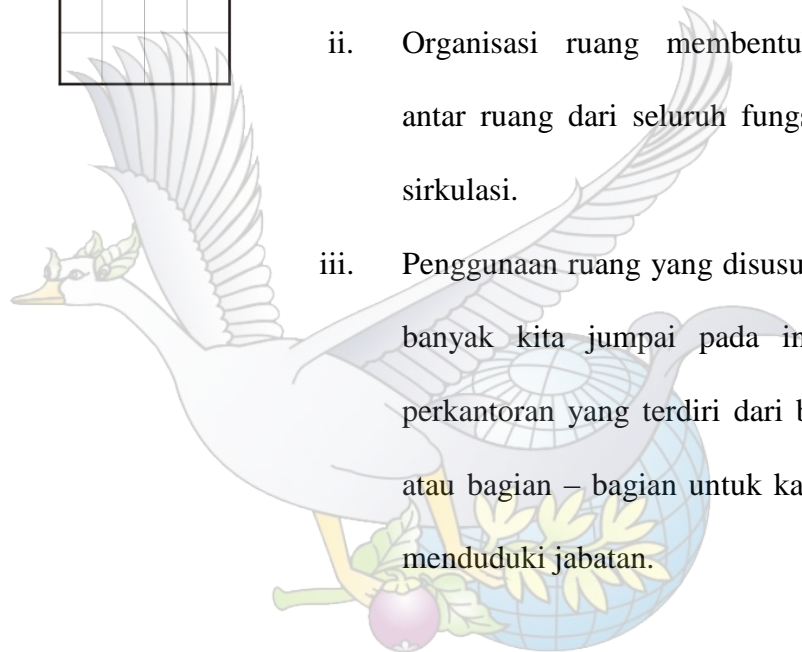 ii. Organisasi ruang membentu
antar ruang dari seluruh fungs
sirkulasi.
iii. Penggunaan ruang yang disusu
banyak kita jumpai pada in
perkantoran yang terdiri dari b
atau bagian – bagian untuk ka
menduduki jabatan.